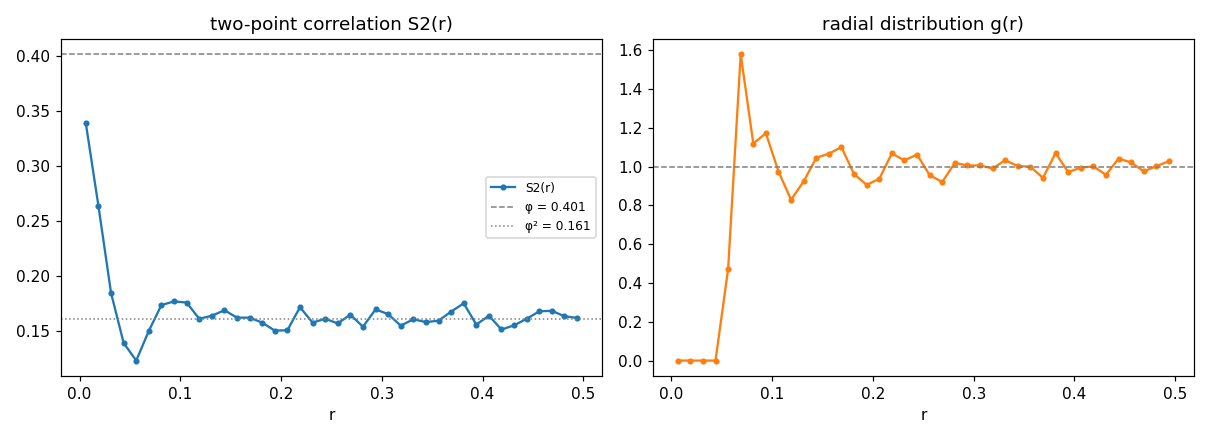 two-point correlation S2(r)
0.40
0.35
0.30
0.25
0.20
0.15
S2(r)
φ = 0.401
φ² = 0.161
0.0 0.1 0.2 0.3 0.4 0.5
r
radial distribution g(r)
1.6
1.4
1.2
1.0
0.8
0.6
0.4
0.2
0.0
0.0 0.1 0.2 0.3 0.4 0.5
r